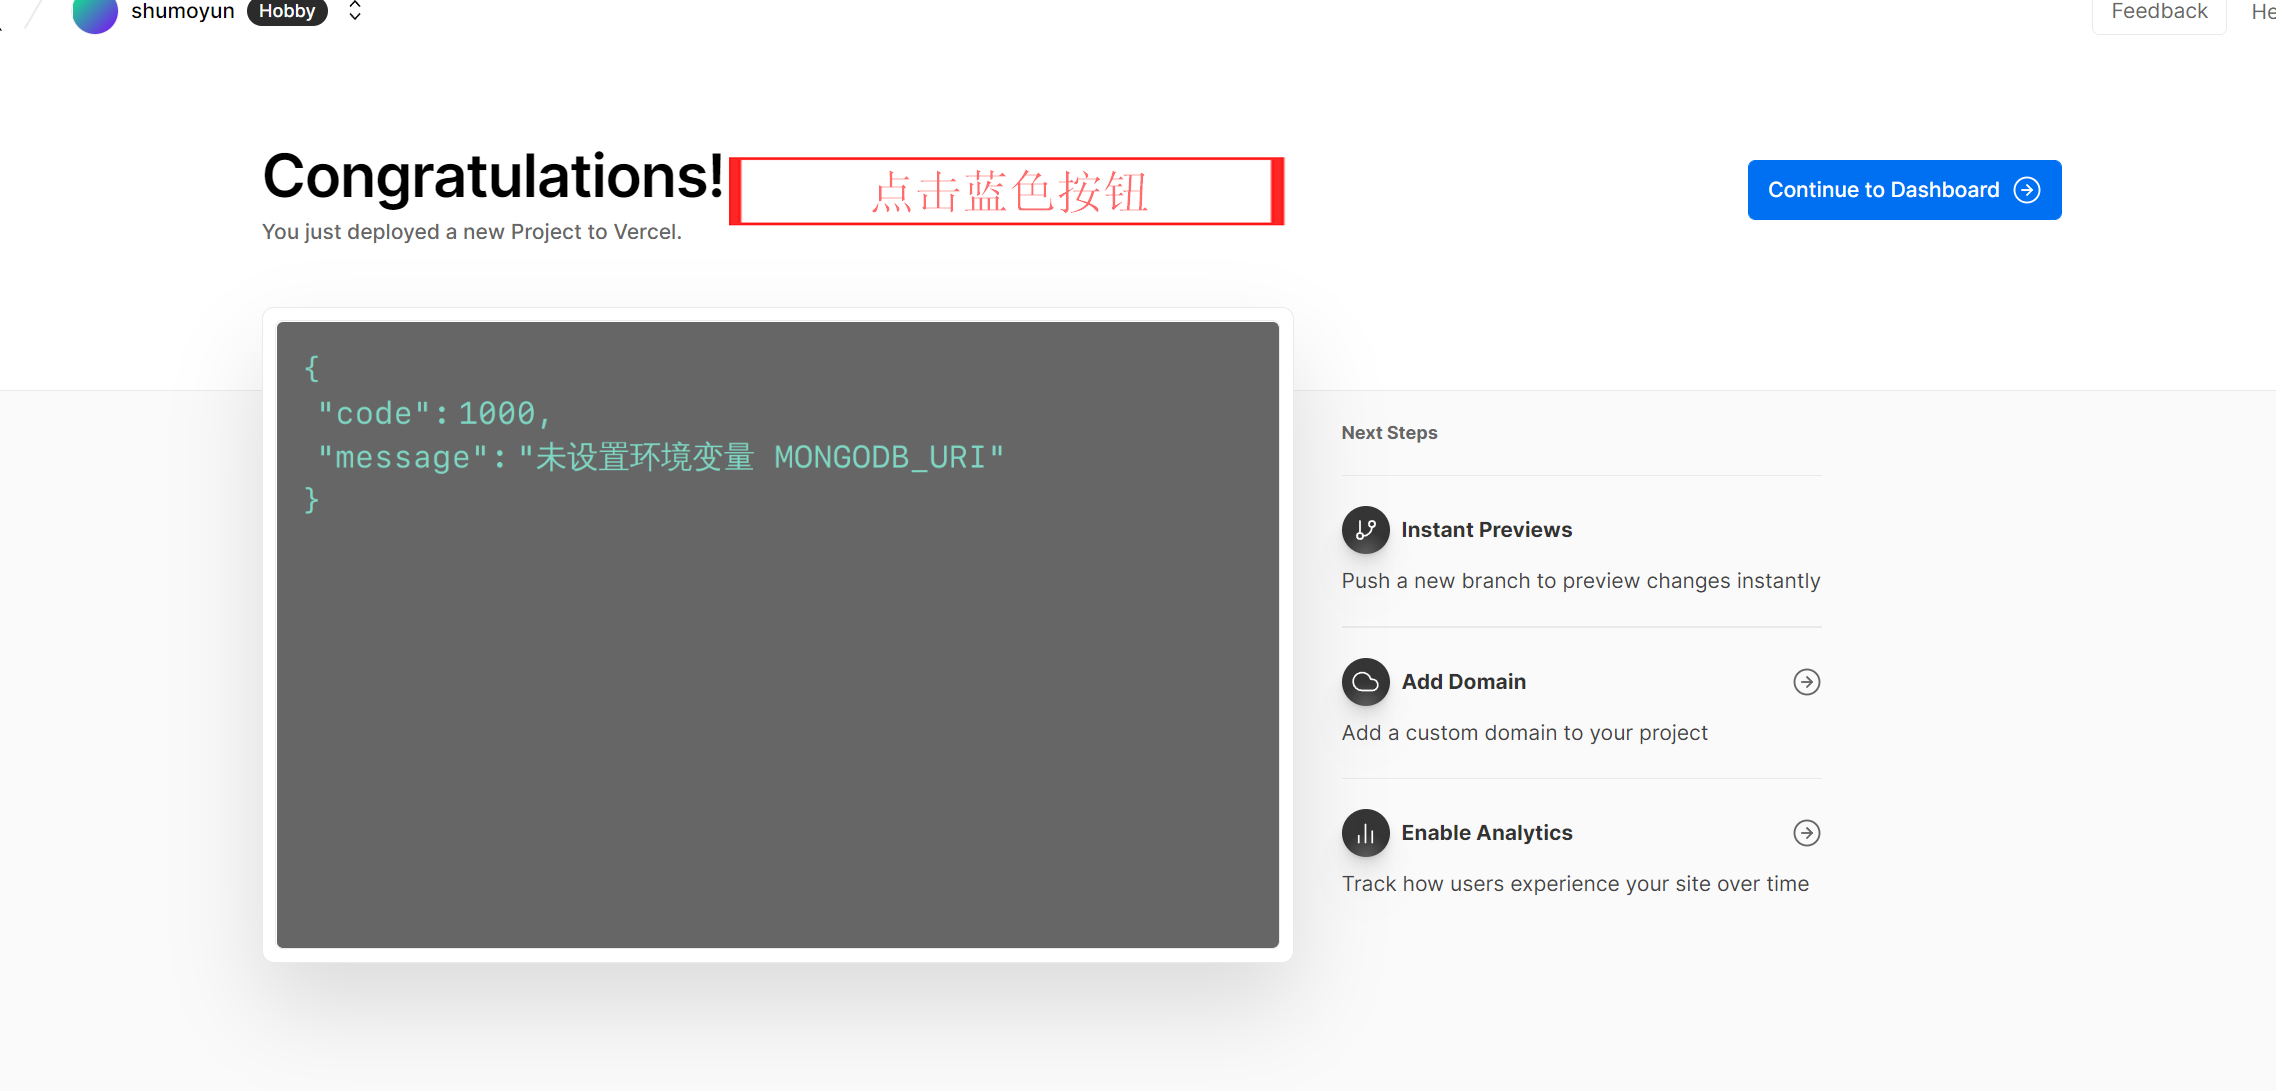 shumoyun Hobby
Feedback
Congratulations!
点击蓝色按钮
Continue to Dashboard
You just deployed a new Project to Vercel.
{
"code":1000,
"message":"未设置环境变量 MONGODB_URI"
}
Next Steps
Instant Previews
Push a new branch to preview changes instantly
Add Domain
Add a custom domain to your project
Enable Analytics
Track how users experience your site over time